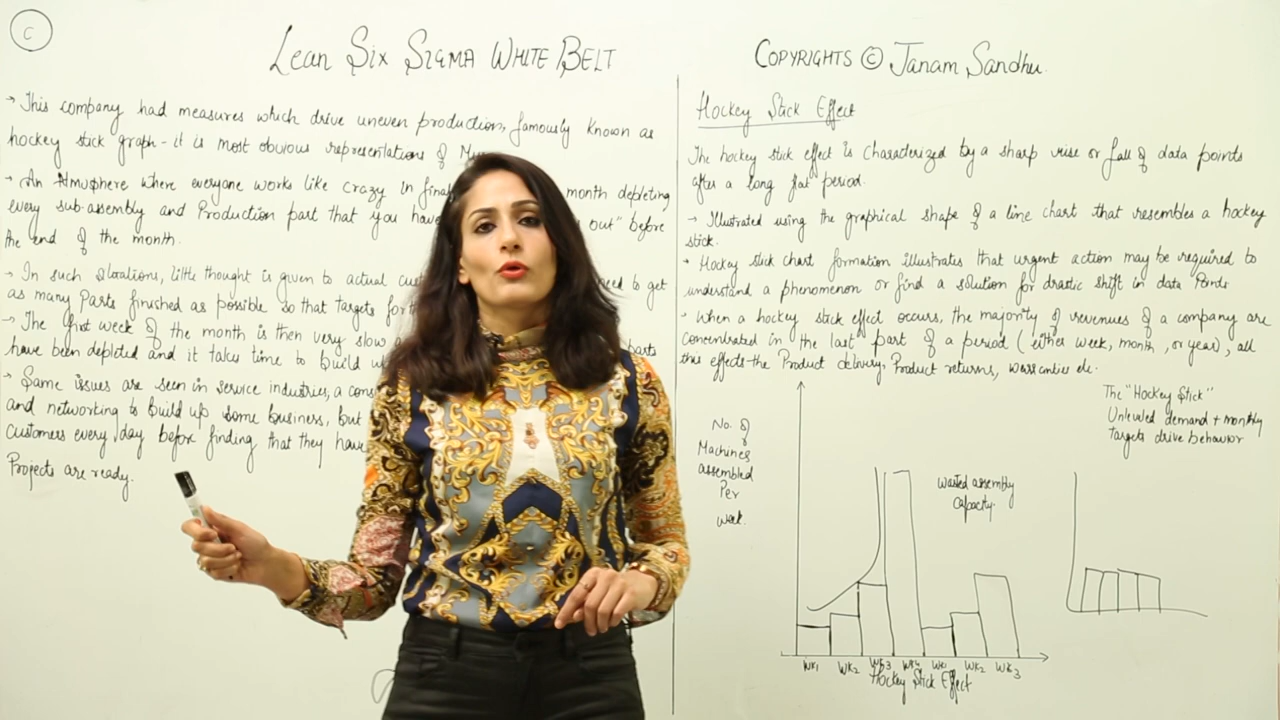 C
Lean Six SIGMA WHITE BELT
COPYRIGHTS © Janam Sandhu.
→ This company had measures which drive uneven production, famously known as
hockey stick graph - it is most obvious representations of
→ An Atmosphere where everyone works like crazy in month depleting
every sub-assembly and Production part that you have out" before
the end of the month.
→ In such situations, little thought is given to actual need to get
as many Parts finished as possible so that targets for
→ The first week of the month is then very slow parts
have been depleted and it takes time to build
→ Same issues are seen in service industries, a
and networking to build up some business, but
customers every day before finding that they have
Projects are ready.
Hockey Stick Effect
The hockey stick effect is characterized by a sharp rise or fall of data points
after a long flat period.
→ Illustrated using the graphical shape of a line chart that resembles a hockey
stick.
→ Hockey stick chart formation illustrates that urgent action may be required to
understand a phenomenon or find a solution for drastic shift in data Points
→ When a hockey stick effect occurs, the majority of revenues of a company are
concentrated in the last part of a period (either week, month, or year), all
this effects the Product delivery, Product returns, warranties etc.
No. of
Machines
assembled
Per
week.
wasted assembly
capacity.
The "Hockey Stick"
Unleveled demand + monthly
targets drive behavior
WK1 WK2 WK3 WK4 WK1 WK2 WK3
Hockey Stick Effect